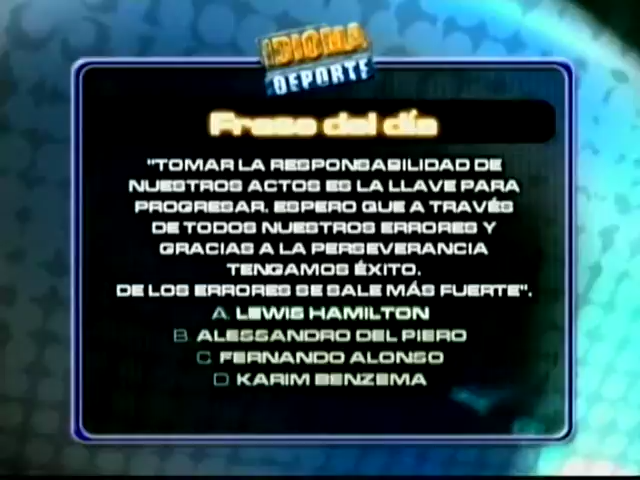 IDIOMA
DEPORTE
Frase del día
"TOMAR LA RESPONSABILIDAD DE
NUESTROS ACTOS ES LA LLAVE PARA
PROGRESAR. ESPERO QUE A TRAVÉS
DE TODOS NUESTROS ERRORES Y
GRACIAS A LA PERSEVERANCIA
TENGAMOS ÉXITO.
DE LOS ERRORES SE SALE MÁS FUERTE".
A LEWIS HAMILTON
B ALESSANDRO DEL PIERO
C FERNANDO ALONSO
D KARIM BENZEMA